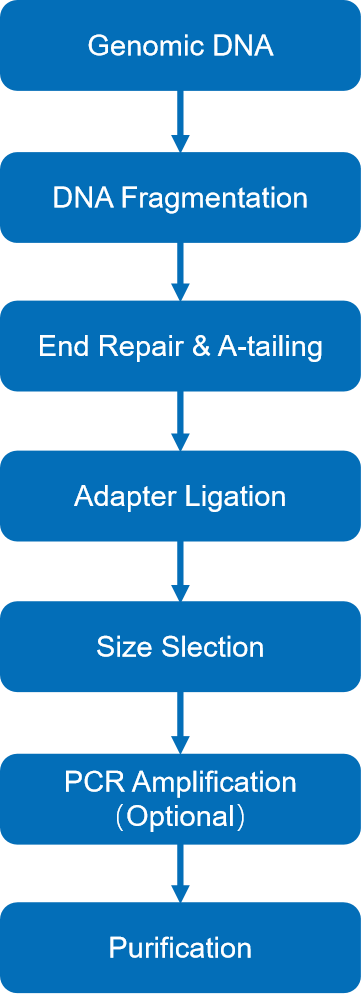 Genomic DNA
DNA Fragmentation
End Repair & A-tailing
Adapter Ligation
Size Slection
PCR Amplification
（Optional）
Purification